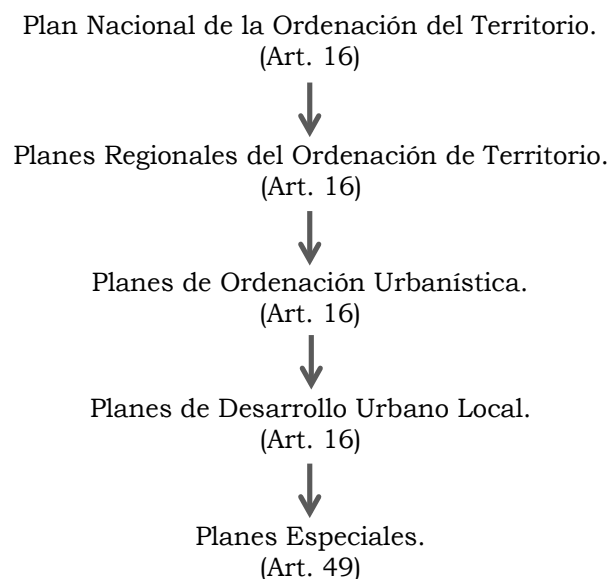 Plan Nacional de la Ordenación del Territorio.
(Art. 16)
Planes Regionales del Ordenación de Territorio.
(Art. 16)
Planes de Ordenación Urbanística.
(Art. 16)
Planes de Desarrollo Urbano Local.
(Art. 16)
Planes Especiales.
(Art. 49)